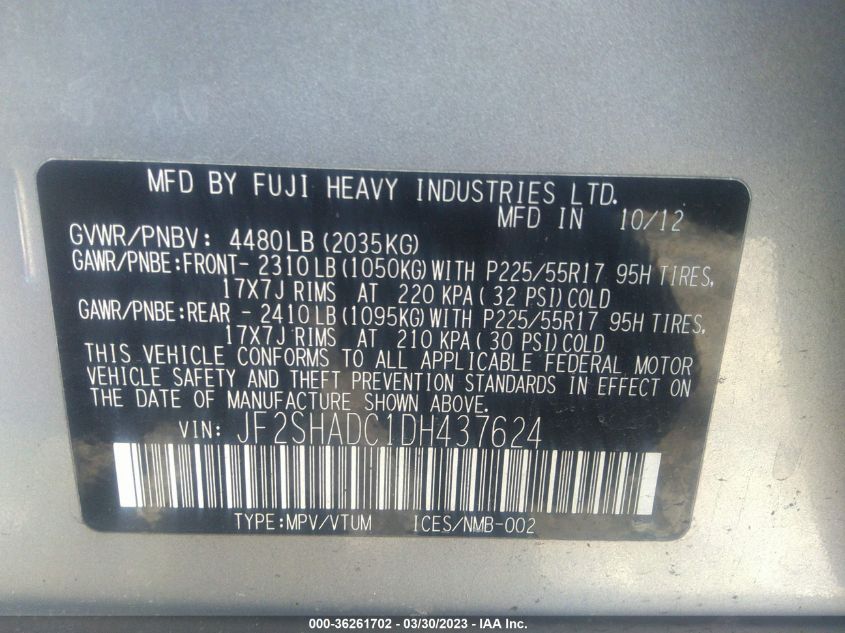 MFD BY FUJI HEAVY INDUSTRIES LTD.
MFD IN 10/12
GVWR/PNBV: 4480LB(2035KG)
GAWR/PNBE:FRONT- 2310LB(1050KG)WITH P225/55R17 95H TIRES,
17X7J RIMS AT 220 KPA( 32 PSI)COLD
GAWR/PNBE:REAR - 2410LB(1095KG)WITH P225/55R17 95H TIRES,
17X7J RIMS AT 210 KPA( 30 PSI)COLD
THIS VEHICLE CONFORMS TO ALL APPLICABLE FEDERAL MOTOR
VEHICLE SAFETY AND THEFT PREVENTION STANDARDS IN EFFECT ON
THE DATE OF MANUFACTURE SHOWN ABOVE.
VIN: JF2SHADC1DH437624
TYPE:MPV/VTUM ICES/NMB-002
000-36261702 - 03/30/2023 - IAA Inc.